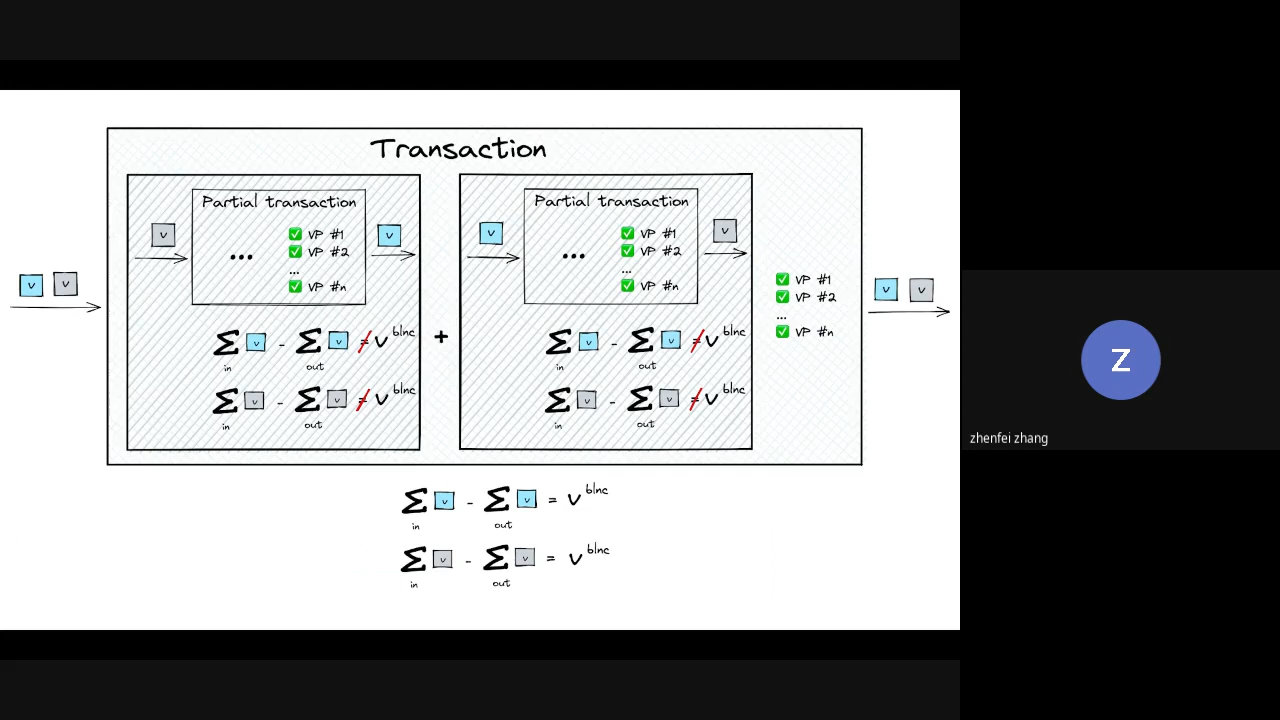 Transaction
Partial transaction
v
✅ VP #1
v
... ✅ VP #2
...
✅ VP #n
Σ v - Σ v ≠ v blnc
in out
Σ v - Σ v ≠ v blnc
in out
+
Partial transaction
v
✅ VP #1
v
... ✅ VP #2
...
✅ VP #n
Σ v - Σ v ≠ v blnc
in out
Σ v - Σ v ≠ v blnc
in out
v v
✅ VP #1
✅ VP #2
...
✅ VP #n
v v
Σ v - Σ v = v blnc
in out
Σ v - Σ v = v blnc
in out
Z
zhenfei zhang